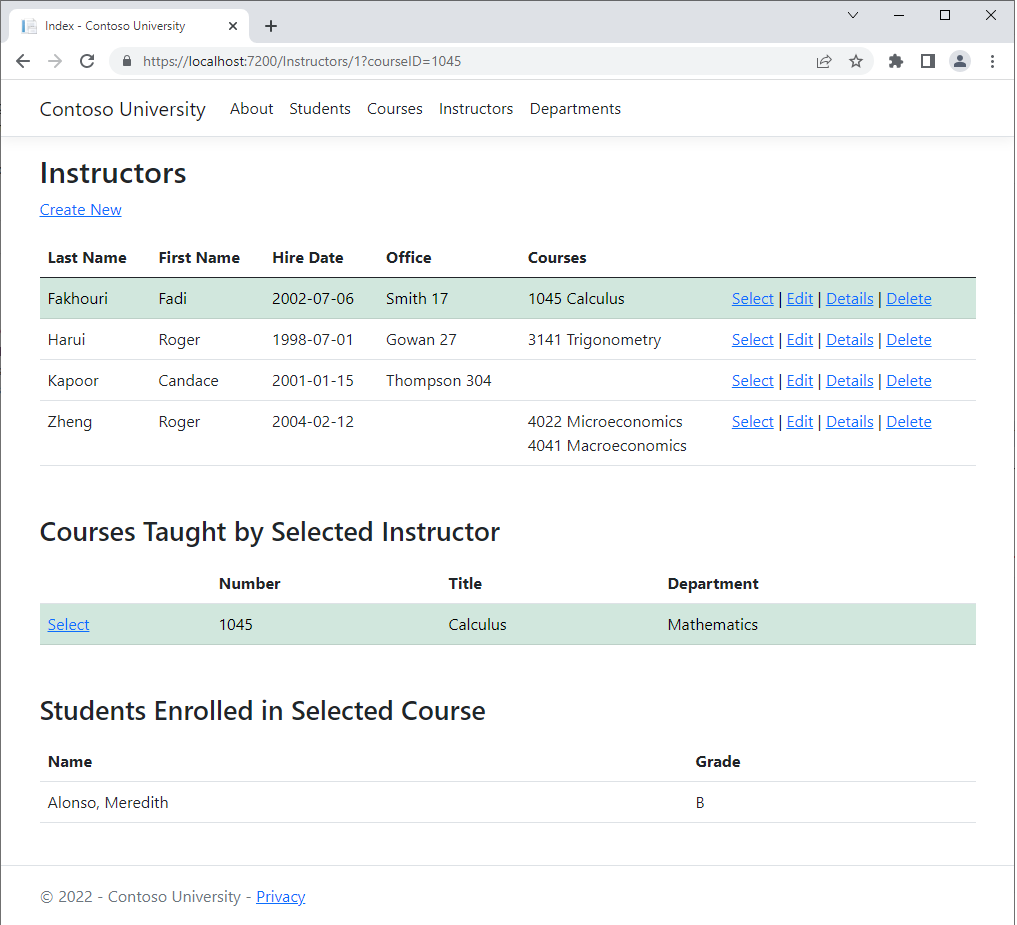 Index - Contoso University
https://localhost:7200/Instructors/1?courseID=1045
Contoso University About Students Courses Instructors Departments
Instructors
Create New
Last Name First Name Hire Date Office Courses
Fakhouri Fadi 2002-07-06 Smith 17 1045 Calculus Select | Edit | Details | Delete
Harui Roger 1998-07-01 Gowan 27 3141 Trigonometry Select | Edit | Details | Delete
Kapoor Candace 2001-01-15 Thompson 304 Select | Edit | Details | Delete
Zheng Roger 2004-02-12 4022 Microeconomics Select | Edit | Details | Delete
4041 Macroeconomics
Courses Taught by Selected Instructor
Number Title Department
Select 1045 Calculus Mathematics
Students Enrolled in Selected Course
Name Grade
Alonso, Meredith B
© 2022 - Contoso University - Privacy